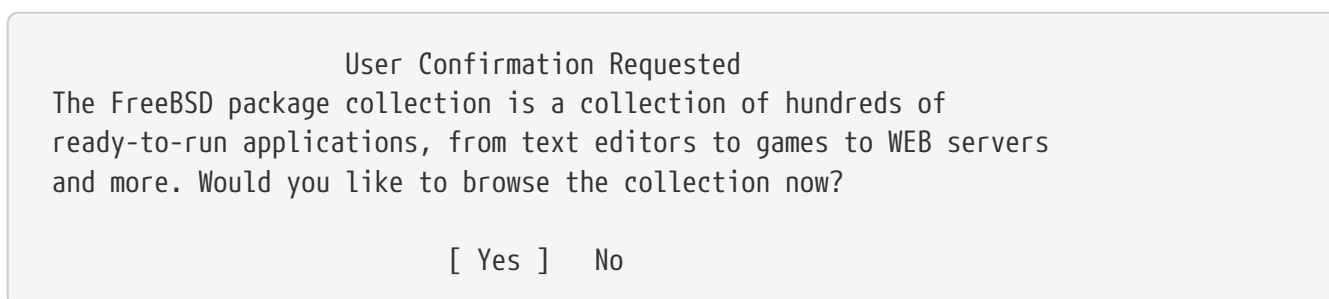 User Confirmation Requested
The FreeBSD package collection is a collection of hundreds of
ready-to-run applications, from text editors to games to WEB servers
and more. Would you like to browse the collection now?
[ Yes ]   No